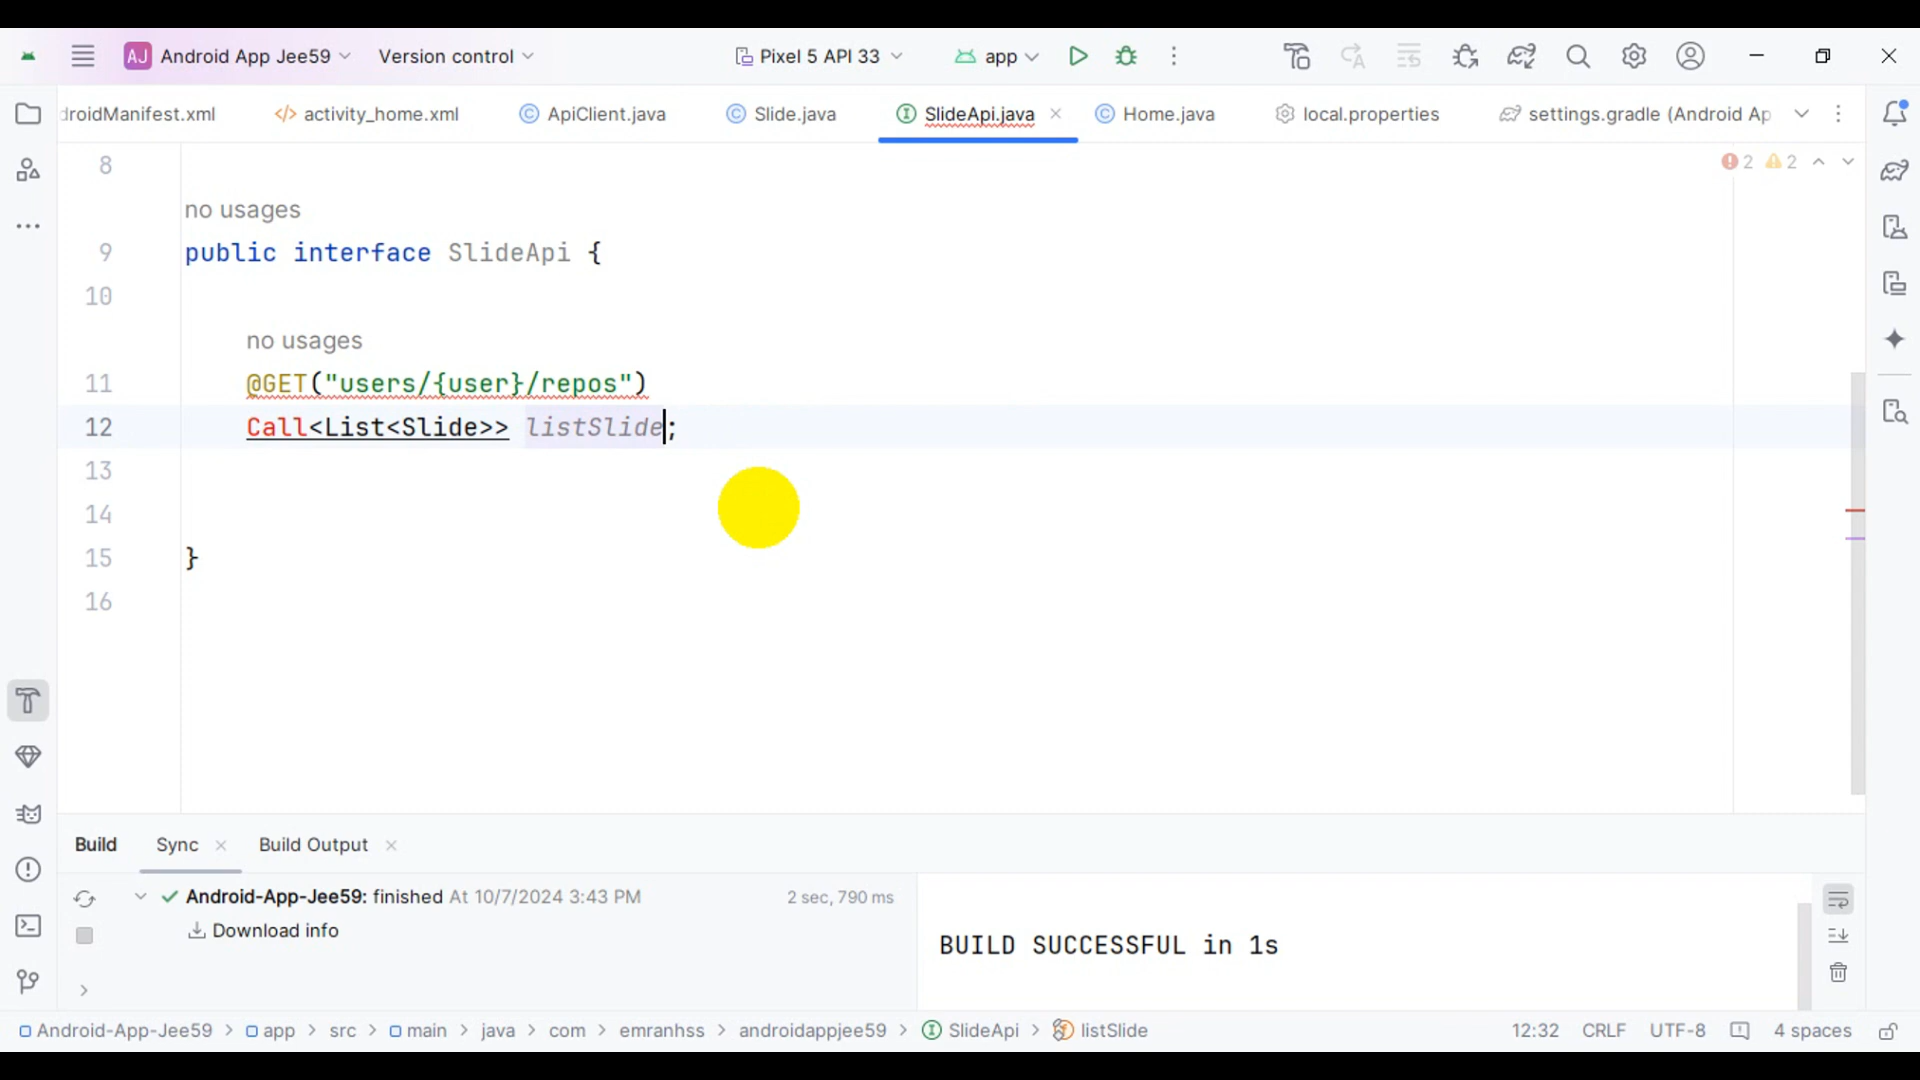 AJ Android App Jee59 Version control Pixel 5 API 33 app
droidManifest.xml activity_home.xml ApiClient.java Slide.java SlideApi.java Home.java local.properties settings.gradle (Android Ap
8 2 2
no usages
9 public interface SlideApi {
10
no usages
11 @GET("users/{user}/repos")
12 Call<List<Slide>> listSlide;
13
14
15 }
16
Build Sync Build Output
Android-App-Jee59: finished At 10/7/2024 3:43 PM 2 sec, 790 ms
Download info
BUILD SUCCESSFUL in 1s
Android-App-Jee59 > app > src > main > java > com > emranhss > androidappjee59 > SlideApi > listSlide 12:32 CRLF UTF-8 4 spaces